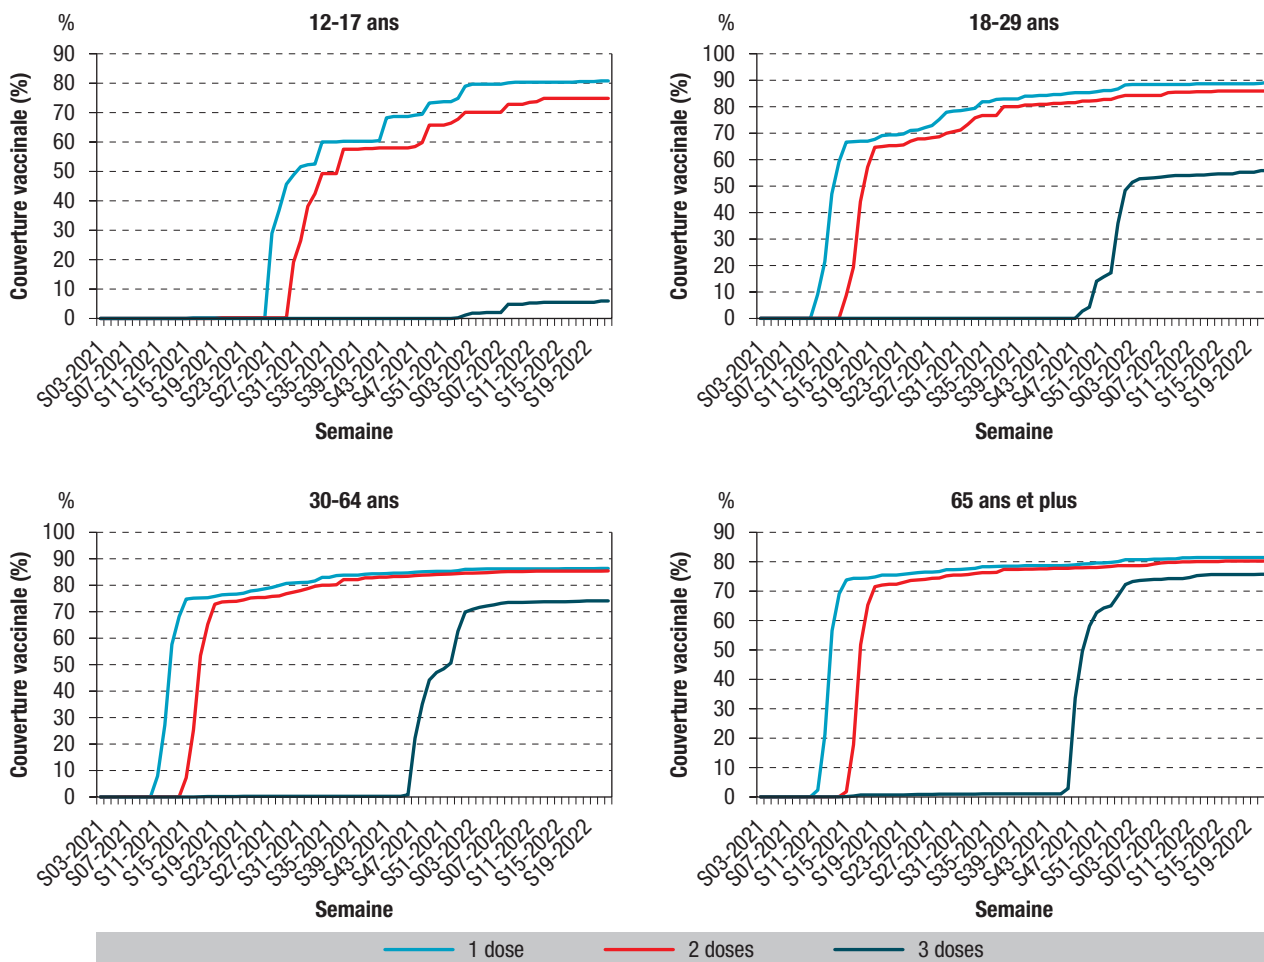 %
12-17 ans
Couverture vaccinale (%)
90
80
70
60
50
40
30
20
10
0
S03-2021
S07-2021
S11-2021
S15-2021
S19-2021
S23-2021
S27-2021
S31-2021
S35-2021
S39-2021
S43-2021
S47-2021
S51-2021
S03-2022
S07-2022
S11-2022
S15-2022
S19-2022
Semaine
%
18-29 ans
Couverture vaccinale (%)
100
90
80
70
60
50
40
30
20
10
0
S03-2021
S07-2021
S11-2021
S15-2021
S19-2021
S23-2021
S27-2021
S31-2021
S35-2021
S39-2021
S43-2021
S47-2021
S51-2021
S03-2022
S07-2022
S11-2022
S15-2022
S19-2022
Semaine
%
30-64 ans
Couverture vaccinale (%)
100
90
80
70
60
50
40
30
20
10
0
S03-2021
S07-2021
S11-2021
S15-2021
S19-2021
S23-2021
S27-2021
S31-2021
S35-2021
S39-2021
S43-2021
S47-2021
S51-2021
S03-2022
S07-2022
S11-2022
S15-2022
S19-2022
Semaine
%
65 ans et plus
Couverture vaccinale (%)
90
80
70
60
50
40
30
20
10
0
S03-2021
S07-2021
S11-2021
S15-2021
S19-2021
S23-2021
S27-2021
S31-2021
S35-2021
S39-2021
S43-2021
S47-2021
S51-2021
S03-2022
S07-2022
S11-2022
S15-2022
S19-2022
Semaine
1 dose
2 doses
3 doses